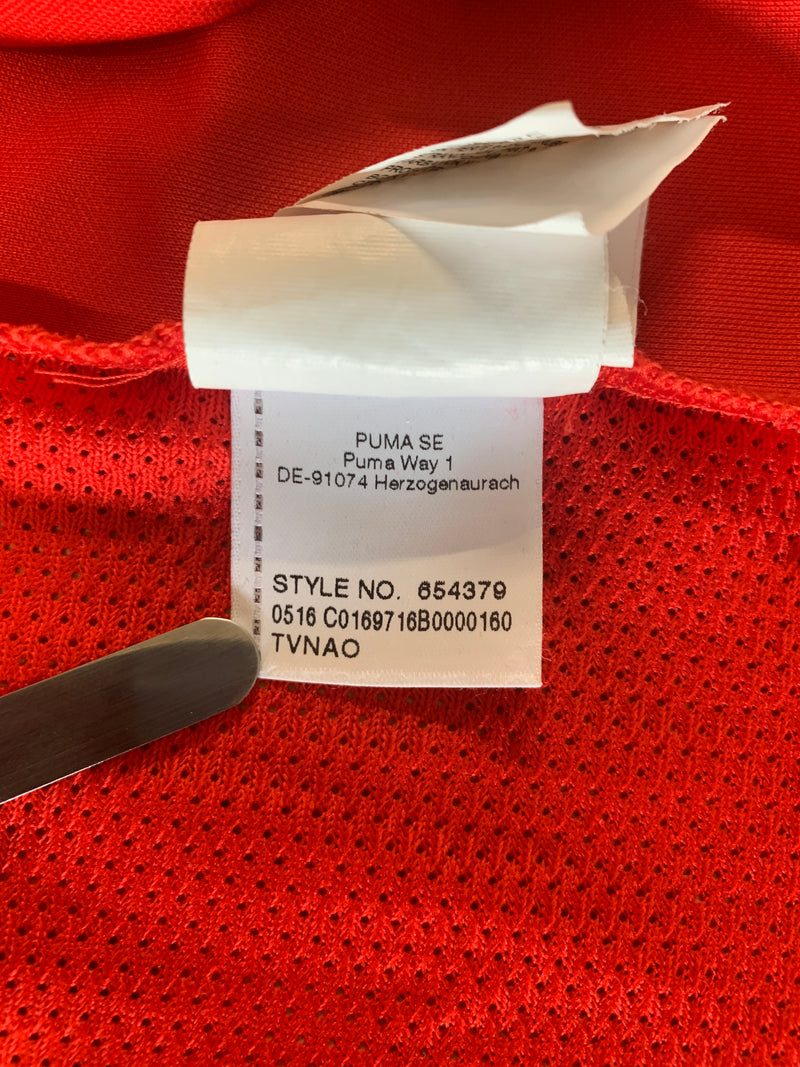 PUMA SE
Puma Way 1
DE-91074 Herzogenaurach
STYLE NO. 654379
0516 C0169716B0000160
TVNAO